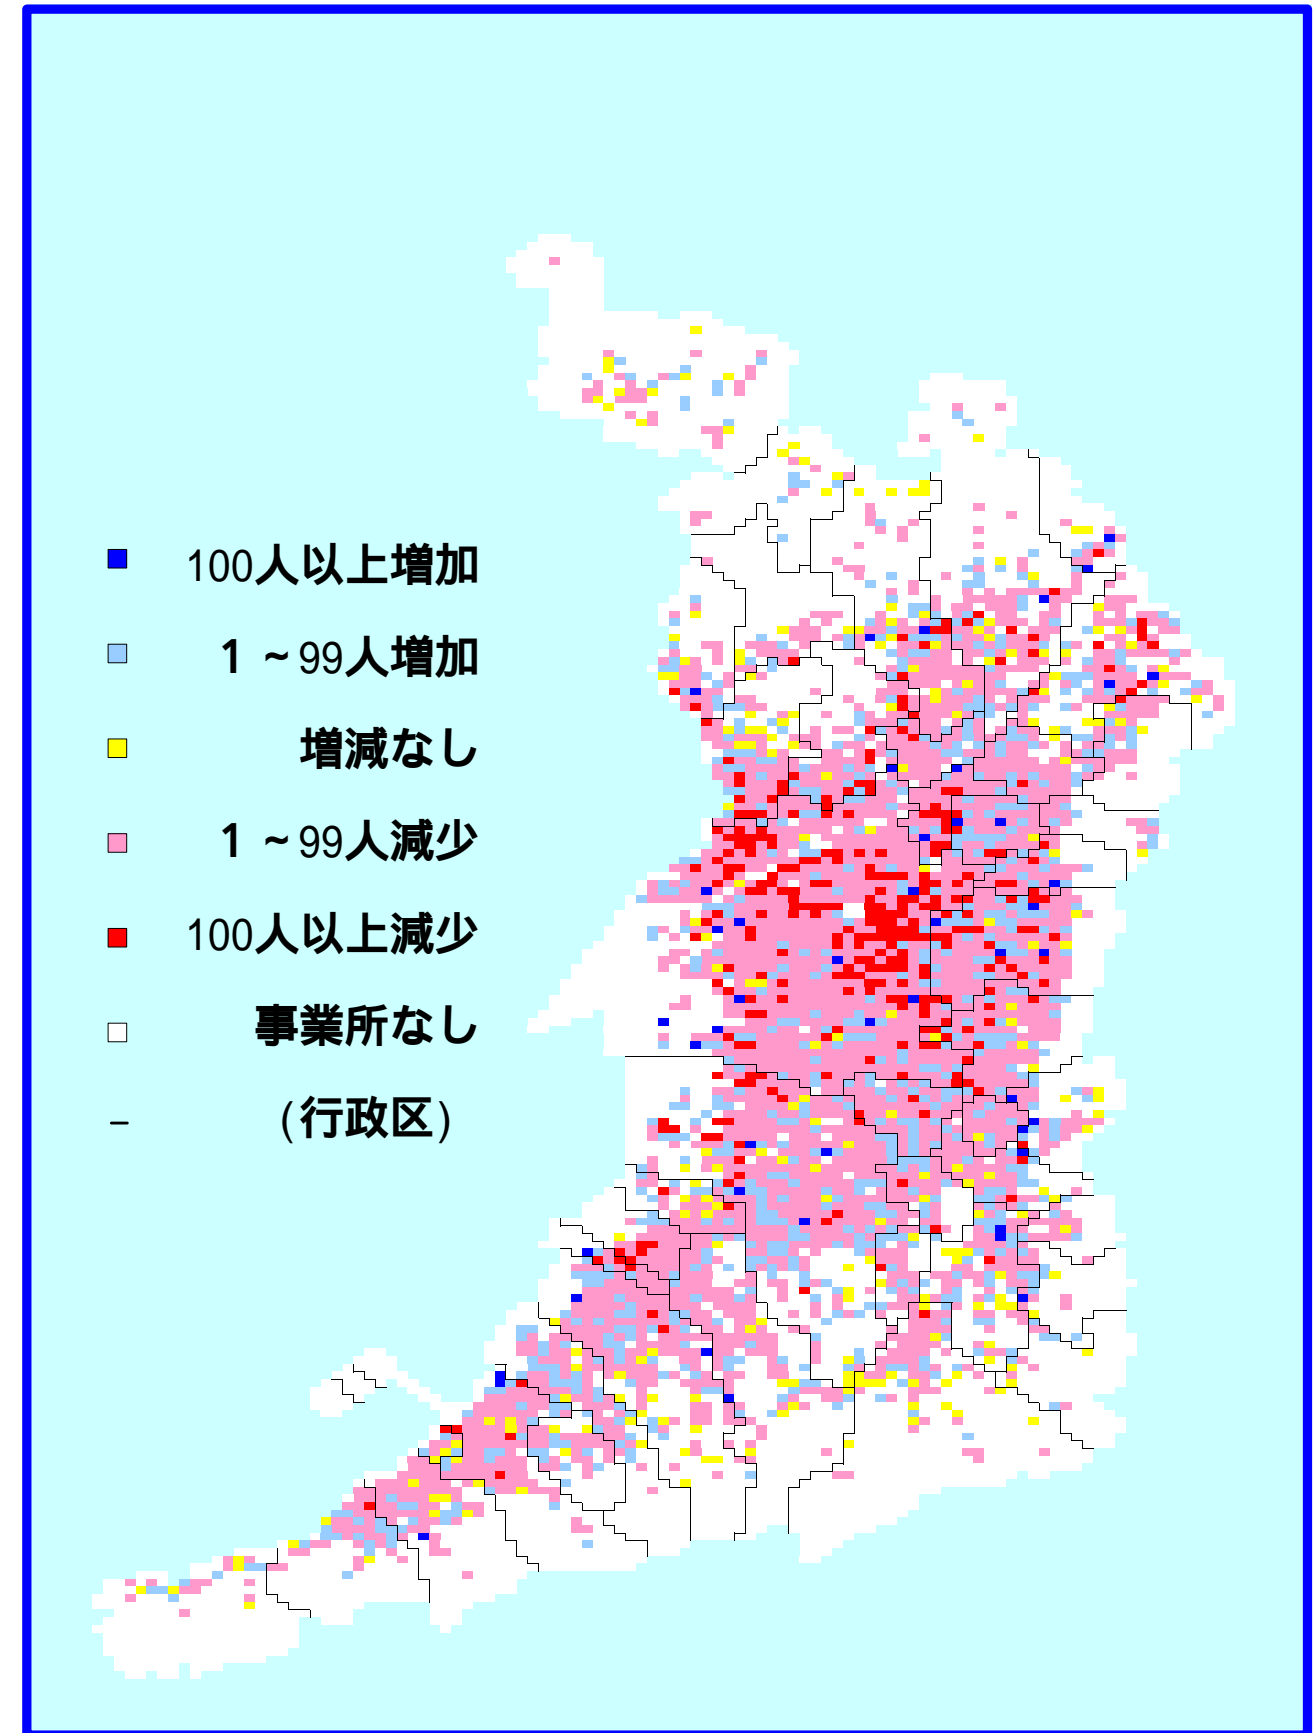 100人以上増加
1 ~ 99人増加
増減なし
1 ~ 99人減少
100人以上減少
事業所なし
(行政区)